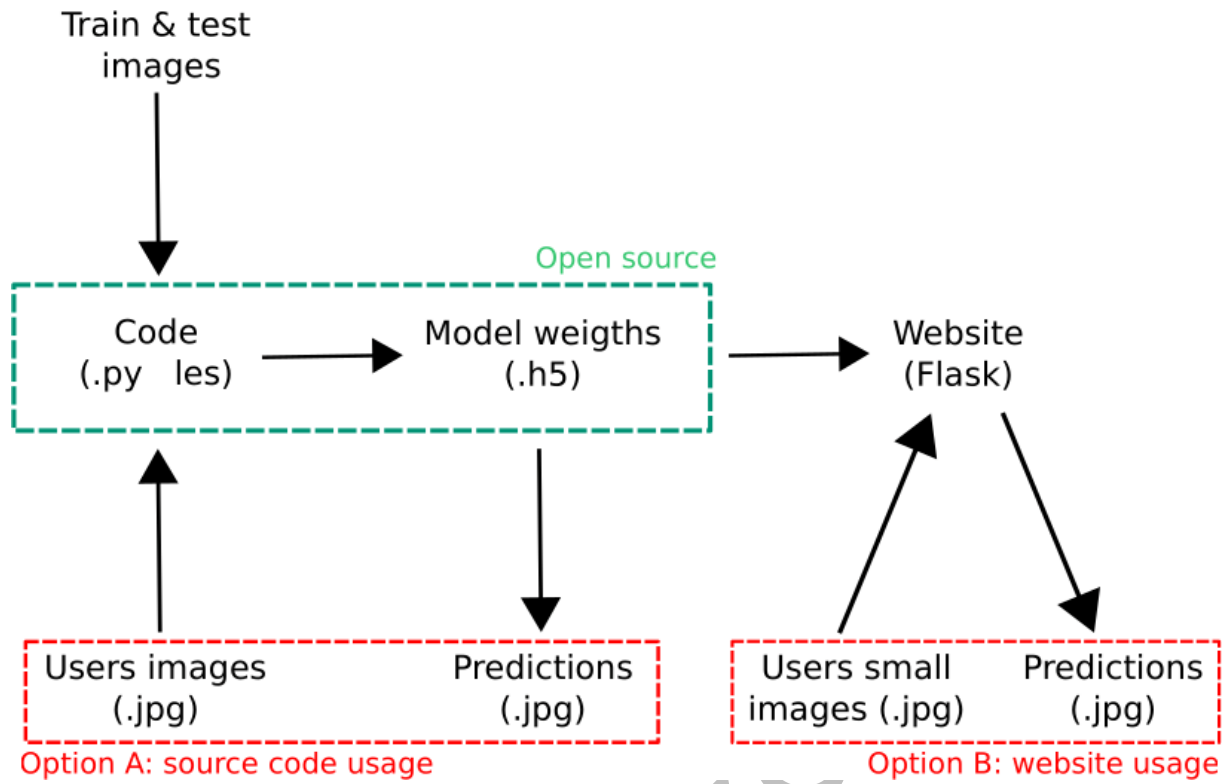 Train & test
images
Open source
Code
(.py les)
Model weigths
(.h5)
Website
(Flask)
Users images
(.jpg)
Predictions
(.jpg)
Users small
images (.jpg)
Predictions
(.jpg)
Option A: source code usage
Option B: website usage